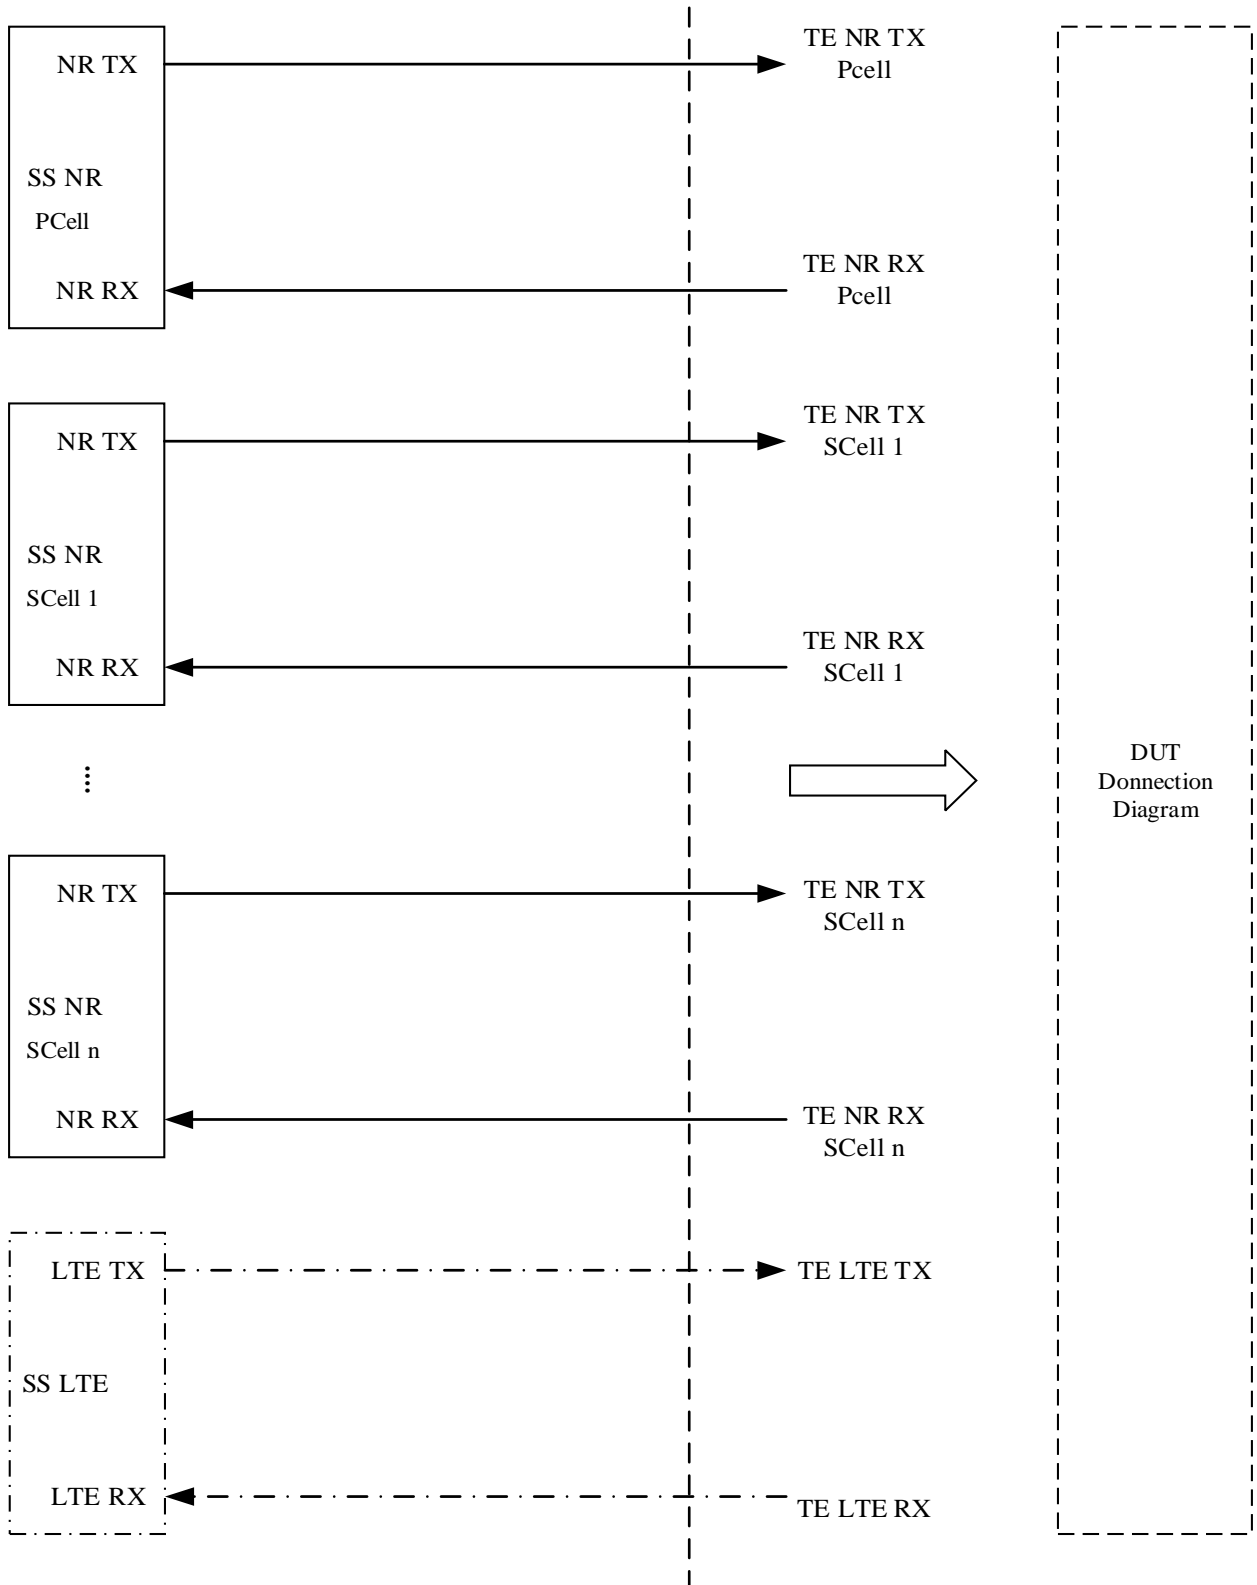 NR TX
SS NR
PCell
NR RX
TE NR TX
Pcell
TE NR RX
Pcell
NR TX
SS NR
SCell 1
NR RX
TE NR TX
SCell 1
TE NR RX
SCell 1
NR TX
SS NR
SCell n
NR RX
TE NR TX
SCell n
TE NR RX
SCell n
LTE TX
SS LTE
LTE RX
TE LTE TX
TE LTE RX
DUT
Donnection
Diagram